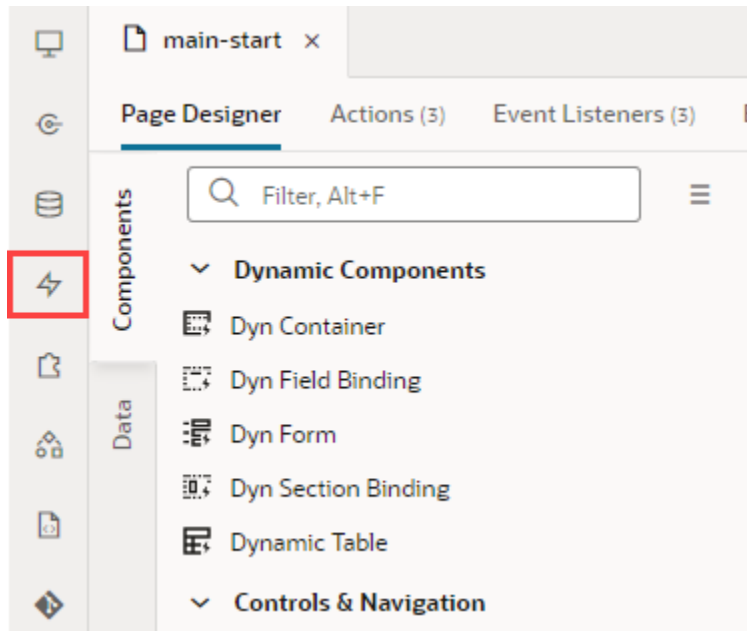 main-start ×
Page Designer Actions (3) Event Listeners (3)
Components
Data
Filter, Alt+F
Dynamic Components
Dyn Container
Dyn Field Binding
Dyn Form
Dyn Section Binding
Dynamic Table
Controls & Navigation